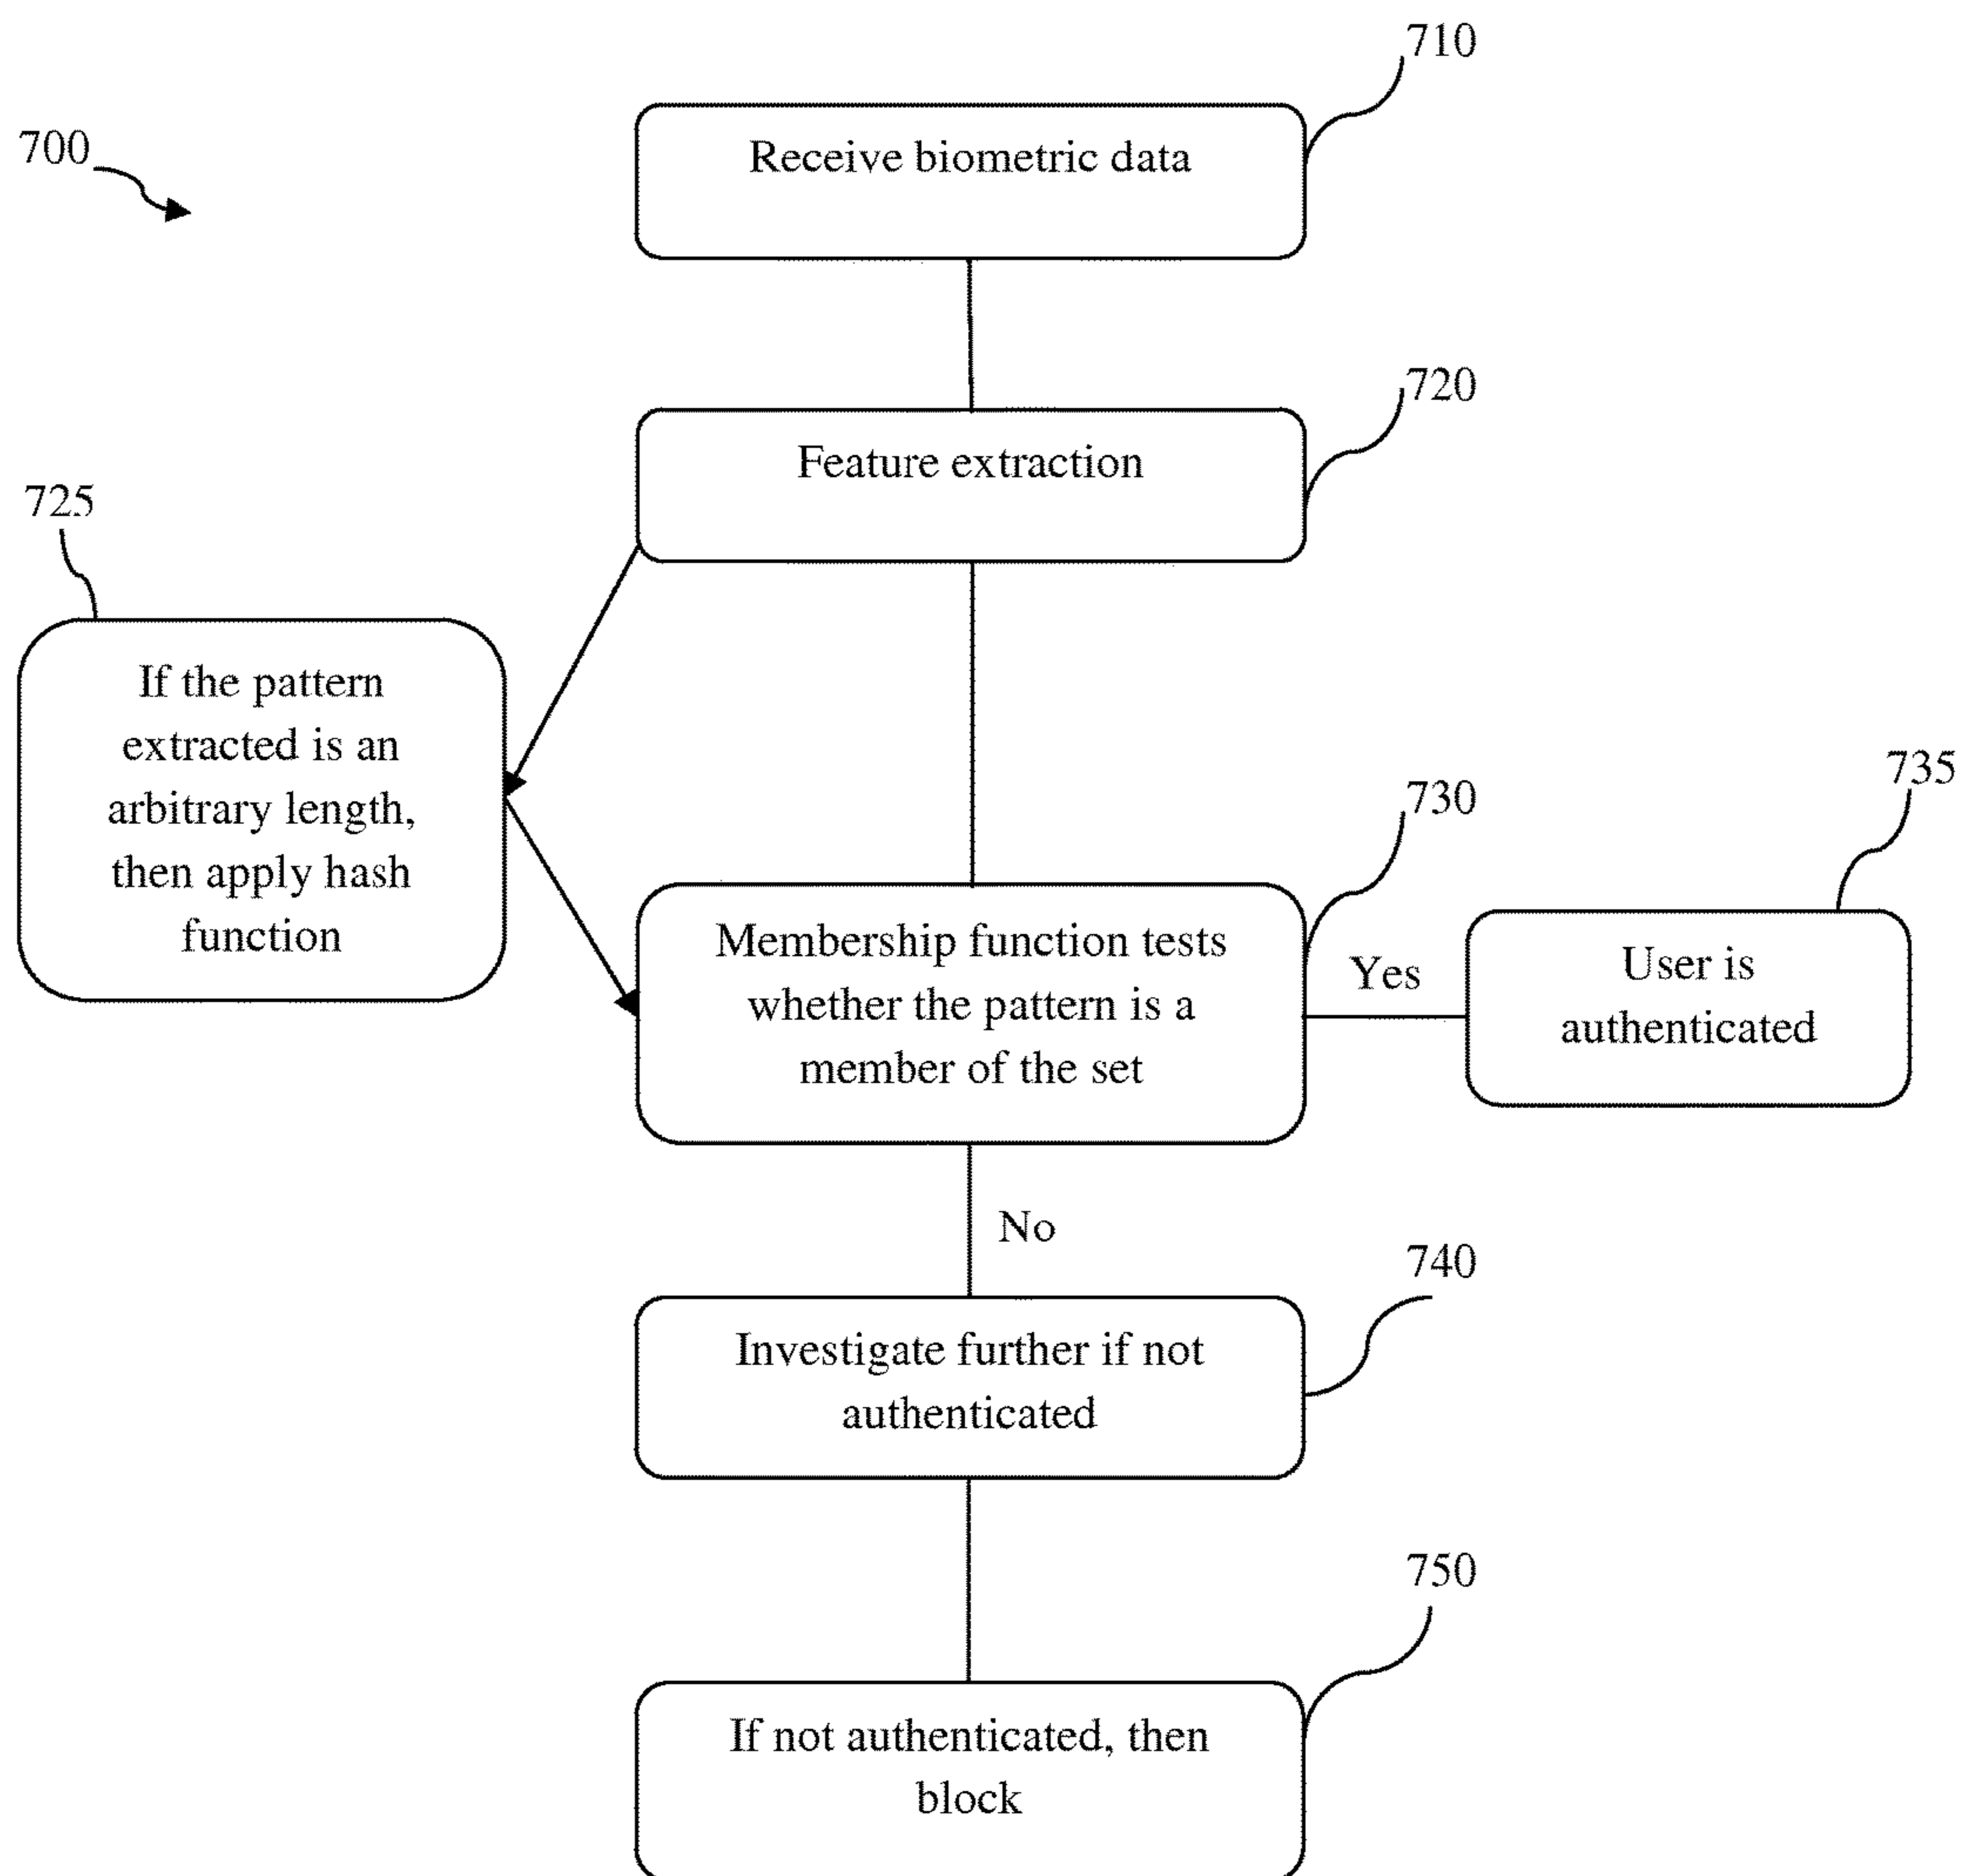 710
700
Receive biometric data
720
Feature extraction
725
If the pattern
extracted is an
arbitrary length,
then apply hash
function
730
735
Membership function tests
whether the pattern is a
member of the set
Yes
User is
authenticated
No
740
Investigate further if not
authenticated
750
If not authenticated, then
block